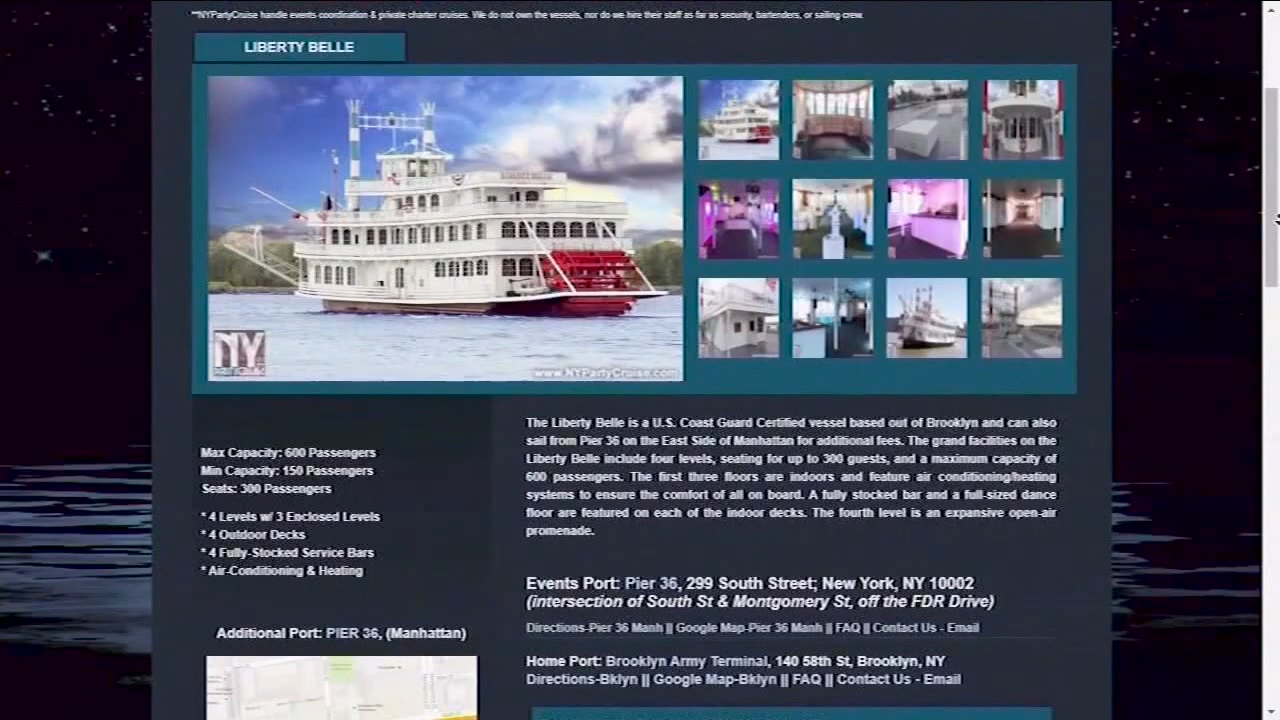 **NYPartyCruise handle events coordination & private charter cruises. We do not own the vessels, nor do we hire their staff as far as security, bartenders, or sailing crew.
LIBERTY BELLE
NY
www.NYPartyCruise.com
Max Capacity: 600 Passengers
Min Capacity: 150 Passengers
Seats: 300 Passengers
* 4 Levels w/ 3 Enclosed Levels
* 4 Outdoor Decks
* 4 Fully-Stocked Service Bars
* Air-Conditioning & Heating
Additional Port: PIER 36, (Manhattan)
The Liberty Belle is a U.S. Coast Guard Certified vessel based out of Brooklyn and can also
sail from Pier 36 on the East Side of Manhattan for additional fees. The grand facilities on the
Liberty Belle include four levels, seating for up to 300 guests, and a maximum capacity of
600 passengers. The first three floors are indoors and feature air conditioning/heating
systems to ensure the comfort of all on board. A fully stocked bar and a full-sized dance
floor are featured on each of the indoor decks. The fourth level is an expansive open-air
promenade.
Events Port: Pier 36, 299 South Street; New York, NY 10002
(intersection of South St & Montgomery St, off the FDR Drive)
Directions-Pier 36 Manh || Google Map-Pier 36 Manh || FAQ || Contact Us - Email
Home Port: Brooklyn Army Terminal, 140 58th St, Brooklyn, NY
Directions-Bklyn || Google Map-Bklyn || FAQ || Contact Us - Email